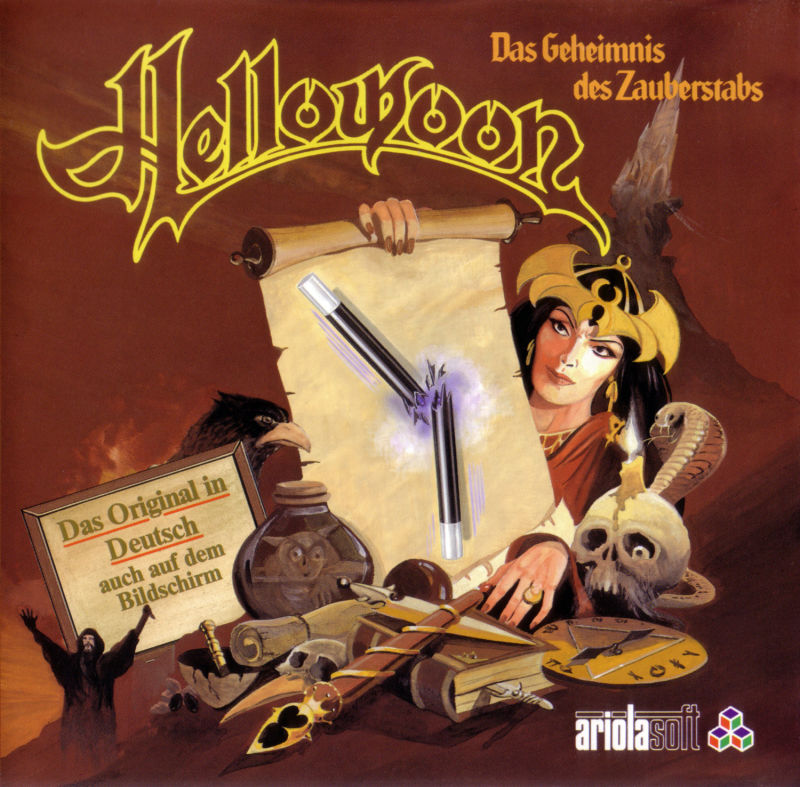 Hellowoon
Das Geheimnis
des Zauberstabs
Das Original in
Deutsch
auch auf dem
Bildschirm
ariolasoft